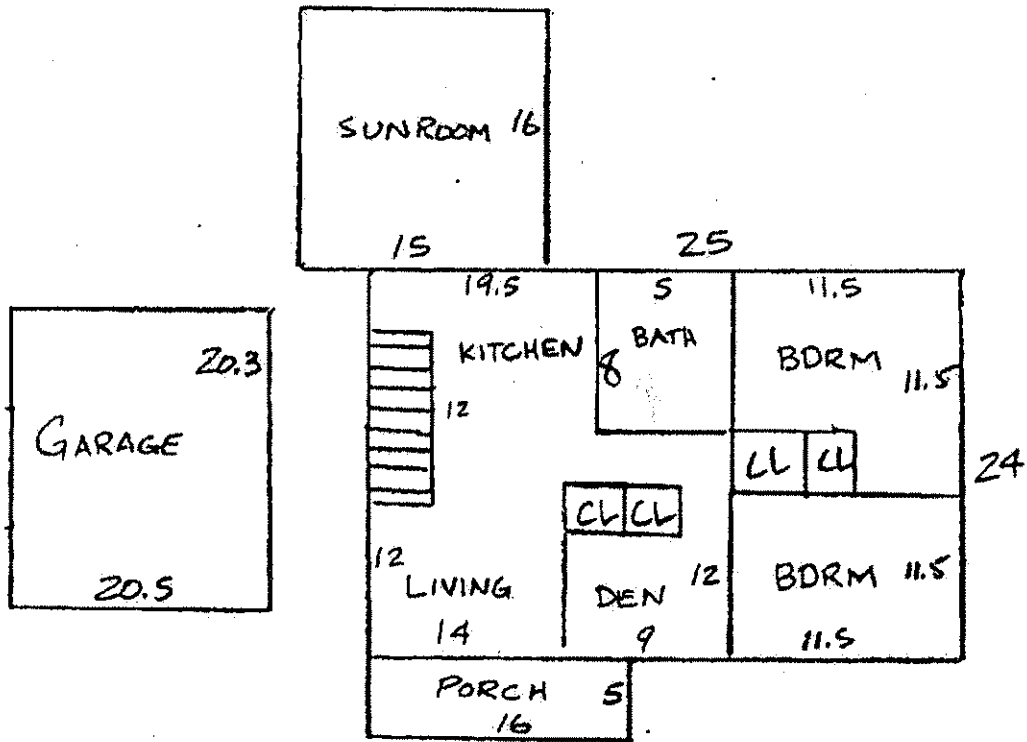 SUNROOM 16
15
25
19.5
5
11.5
20.3
KITCHEN
8
BATH
BDRM
11.5
12
GARAGE
CL CL
24
CL CL
12
LIVING
DEN
12
BDRM 11.5
20.5
14
9
11.5
PORCH 5
16